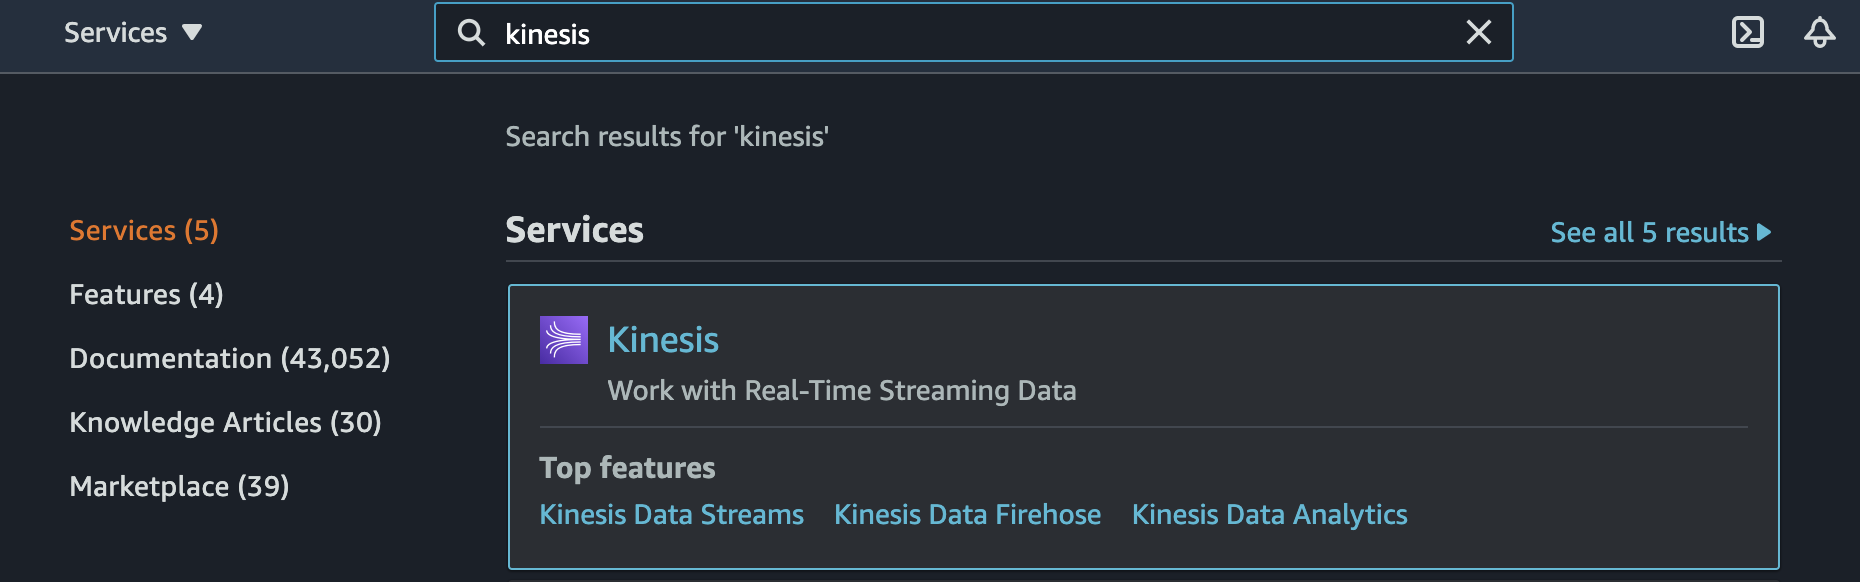 Services
kinesis
Search results for 'kinesis'
Services (5)
Features (4)
Documentation (43,052)
Knowledge Articles (30)
Marketplace (39)
Services
See all 5 results
Kinesis
Work with Real-Time Streaming Data
Top features
Kinesis Data Streams Kinesis Data Firehose Kinesis Data Analytics